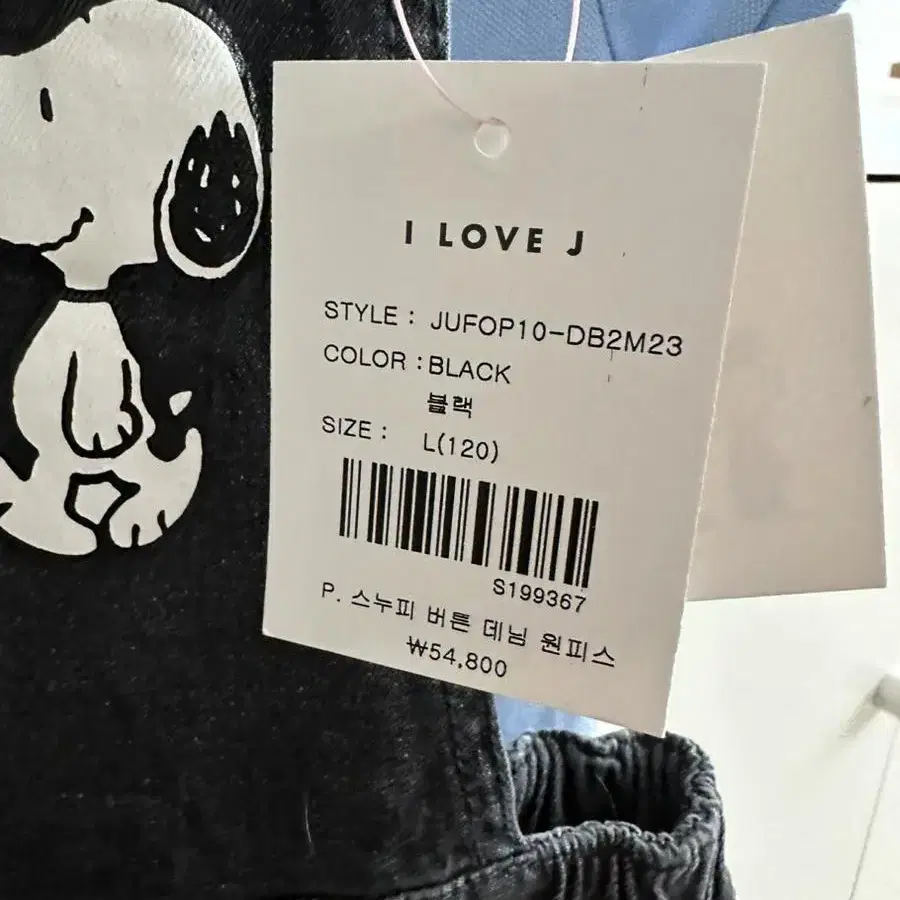 I LOVE J
STYLE : JUFOP10-DB2M23
COLOR : BLACK
블랙
SIZE : L(120)
S199367
P. 스누피 버튼 데님 원피스
₩54,800